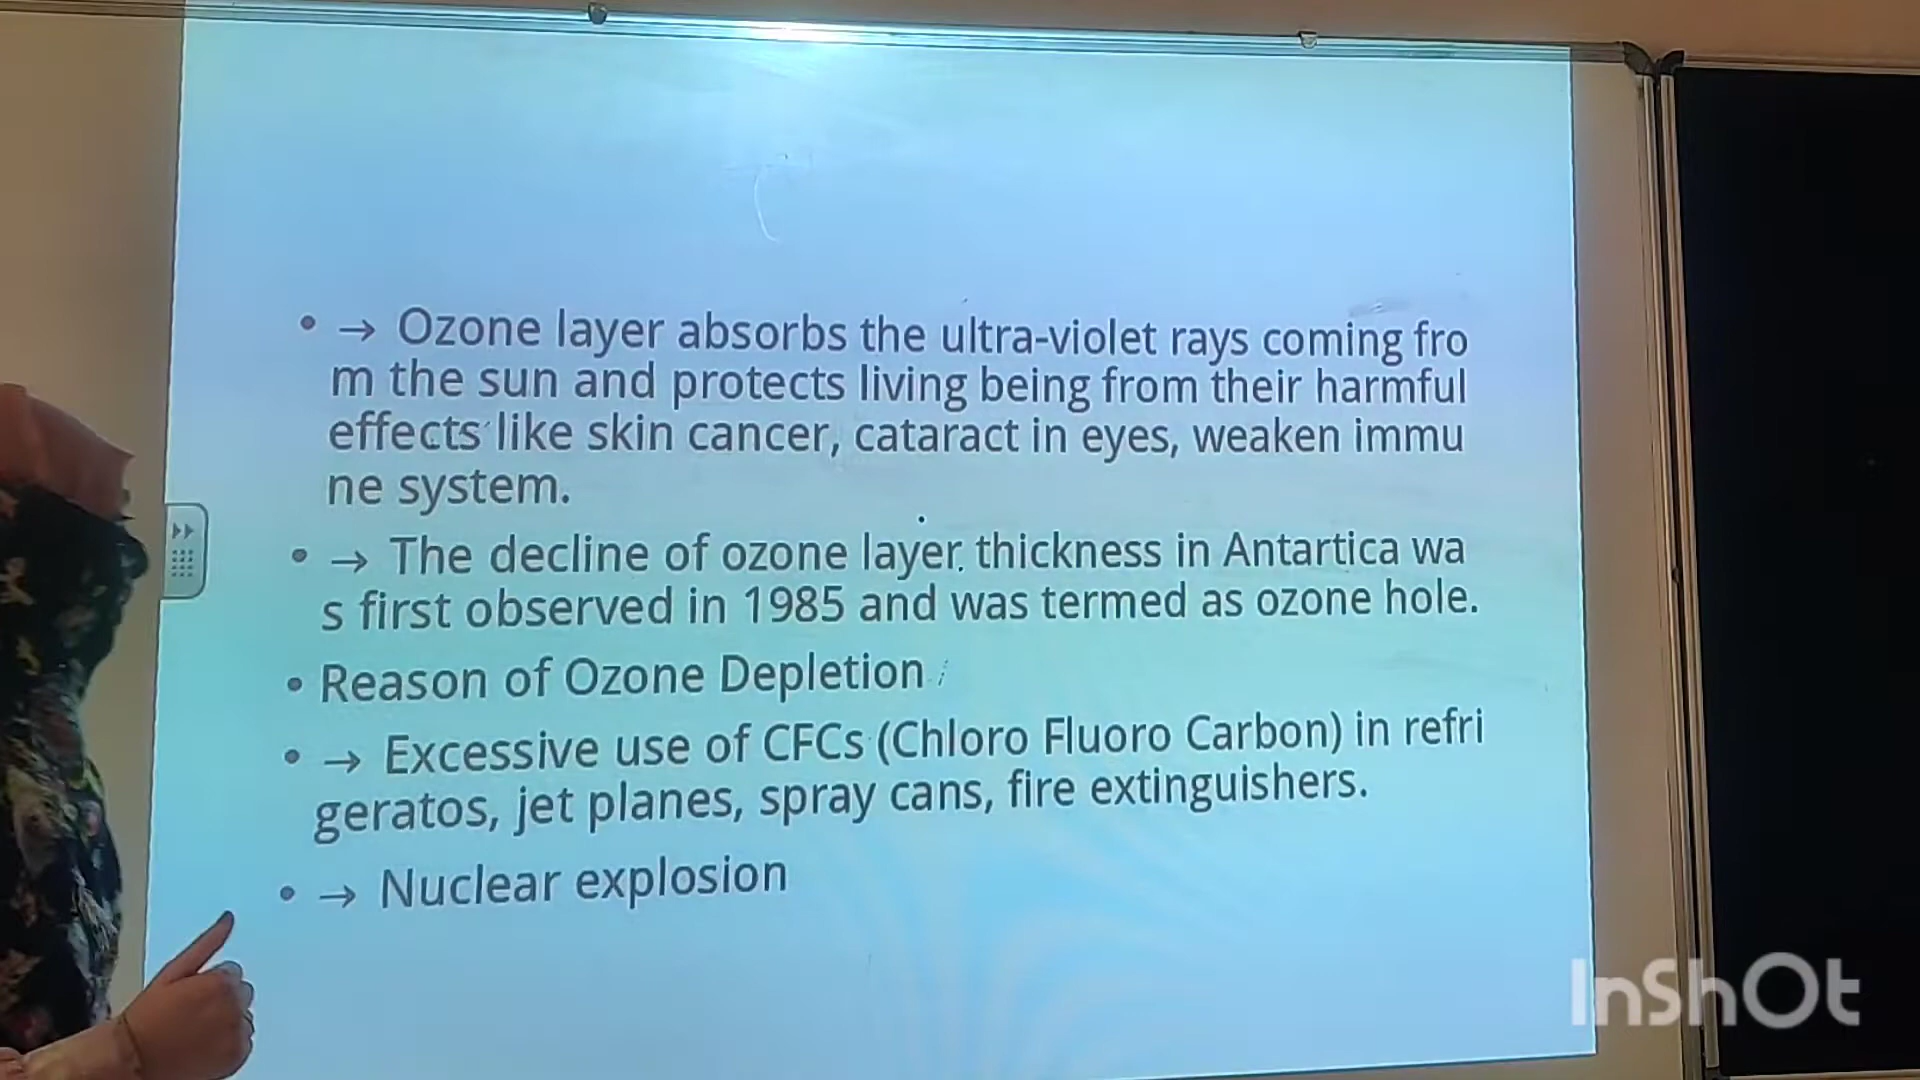 • → Ozone layer absorbs the ultra-violet rays coming fro
m the sun and protects living being from their harmful
effects like skin cancer, cataract in eyes, weaken immu
ne system.
• → The decline of ozone layer thickness in Antartica wa
s first observed in 1985 and was termed as ozone hole.
• Reason of Ozone Depletion
• → Excessive use of CFCs (Chloro Fluoro Carbon) in refri
geratos, jet planes, spray cans, fire extinguishers.
• → Nuclear explosion
InShOt